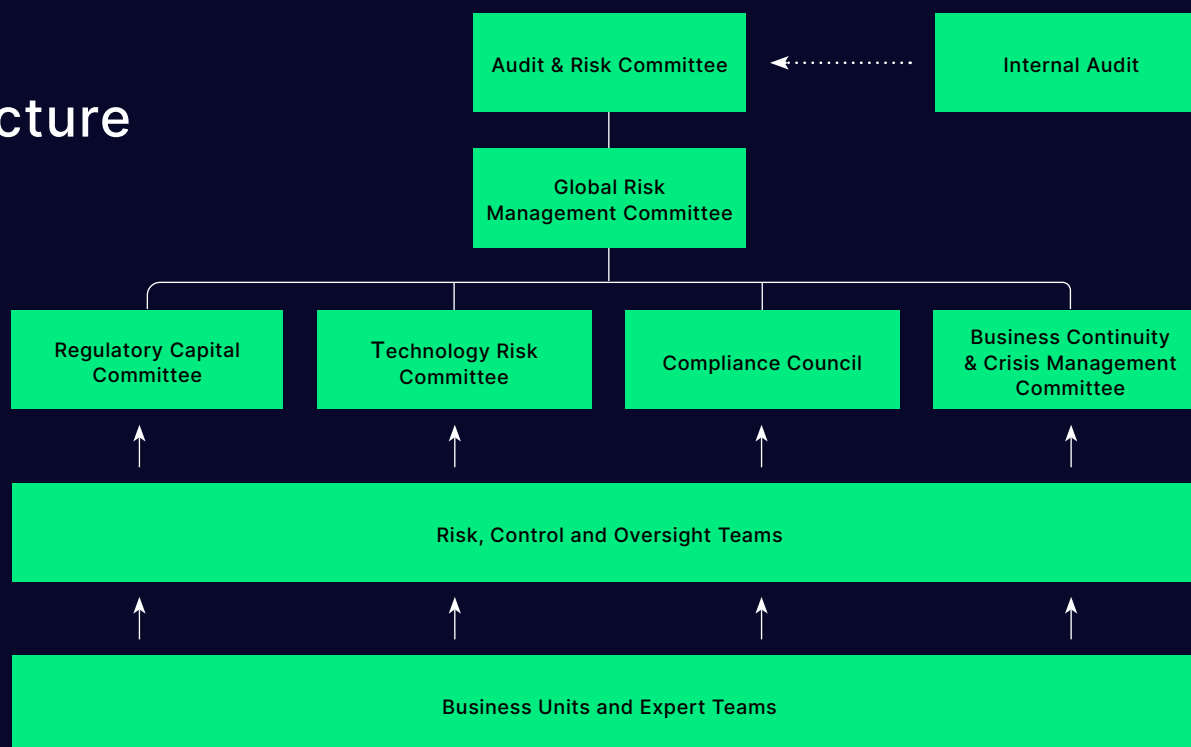 cture
Audit & Risk Committee
Internal Audit
Global Risk
Management Committee
Regulatory Capital
Committee
Technology Risk
Committee
Compliance Council
Business Continuity
& Crisis Management
Committee
Risk, Control and Oversight Teams
Business Units and Expert Teams